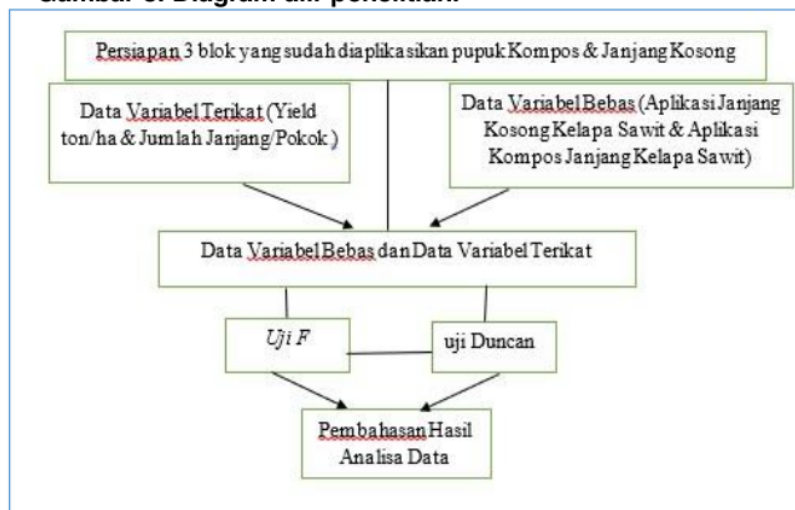 Gambar 3. Diagram alir penelitian.
Persiapan 3 blok yang sudah diaplikasikan pupuk Kompos & Janjang Kosong
Data Variabel Terikat (Yield
ton/ha & Jumlah Janjang/Pokok )
Data Variabel Bebas (Aplikasi Janjang
Kosong Kelapa Sawit & Aplikasi
Kompos Janjang Kelapa Sawit)
Data Variabel Bebas dan Data Variabel Terikat
Uji F
uji Duncan
Pembahasan Hasil
Analisa Data